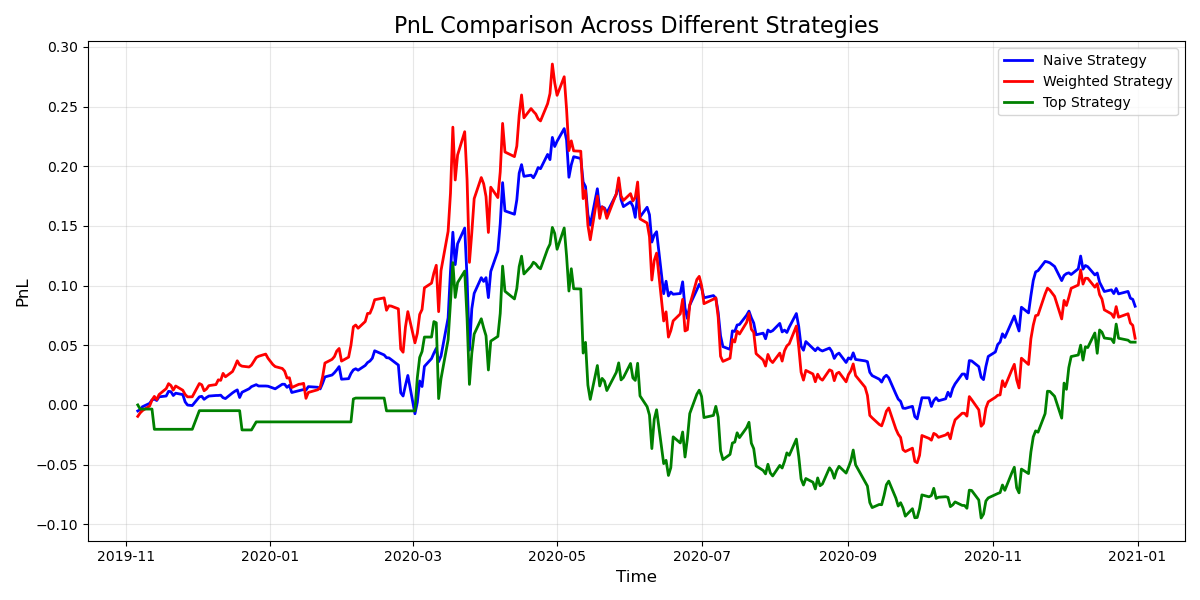 PnL Comparison Across Different Strategies
Naive Strategy
Weighted Strategy
Top Strategy
PnL
0.30
0.25
0.20
0.15
0.10
0.05
0.00
−0.05
−0.10
2019-11
2020-01
2020-03
2020-05
2020-07
2020-09
2020-11
2021-01
Time